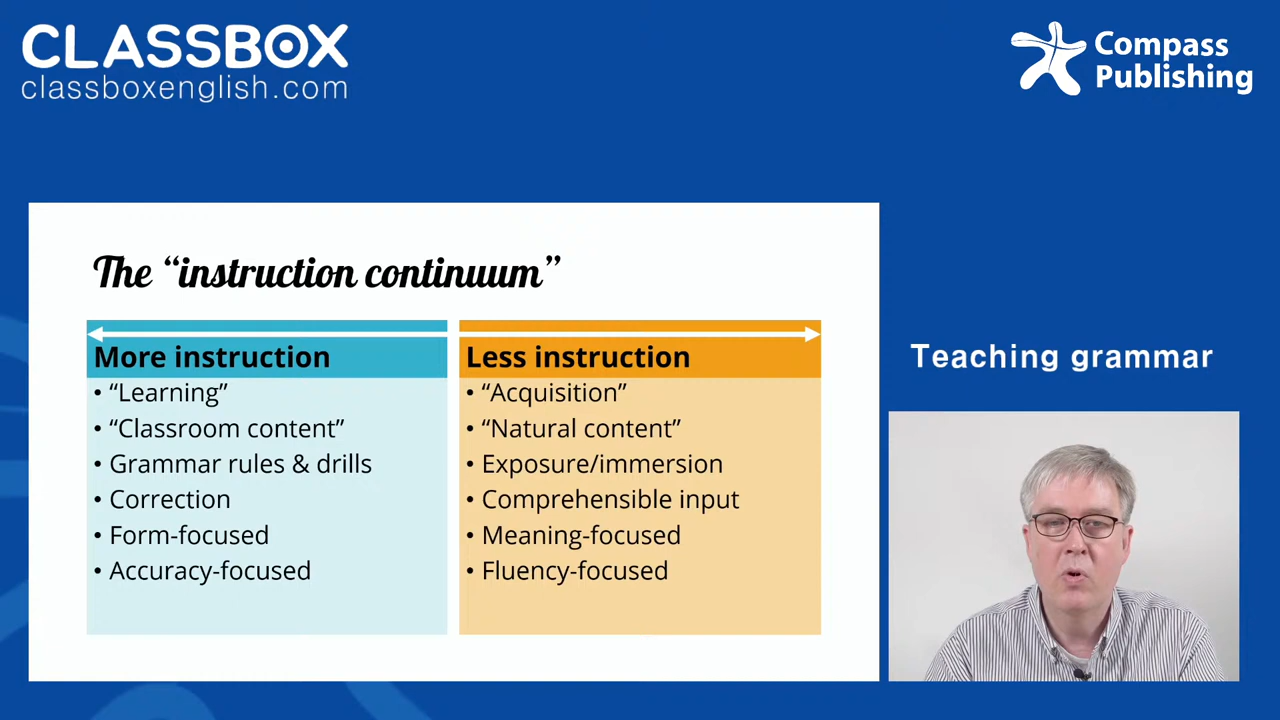 CLASSBOX
classboxenglish.com
Compass
Publishing
The “instruction continuum”
More instruction
• “Learning”
• “Classroom content”
• Grammar rules & drills
• Correction
• Form-focused
• Accuracy-focused
Less instruction
• “Acquisition”
• “Natural content”
• Exposure/immersion
• Comprehensible input
• Meaning-focused
• Fluency-focused
Teaching grammar